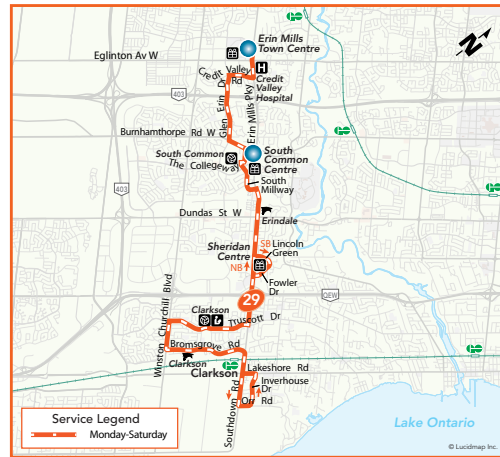 Erin Mills
Town Centre
Eglinton Av W
N
Credit Valley Rd
H
Credit
Valley
Hospital
403
Glen Erin Dr
Erin Mills Pky
Burnhamthorpe Rd W
South Common
South
Common
Centre
The Collegeway
South
Millway
403
Dundas St W
Erindale
Sheridan
Centre
SB
Lincoln
Green
NB
Fowler
Dr
QEW
29
Winston Churchill Blvd
Clarkson
Truscott Dr
Bromsgrove Rd
Clarkson
Clarkson
Lakeshore Rd
Inverhouse
Dr
Orr Rd
Southdown Rd
Lake Ontario
Service Legend
Monday-Saturday
© Lucidmap Inc.